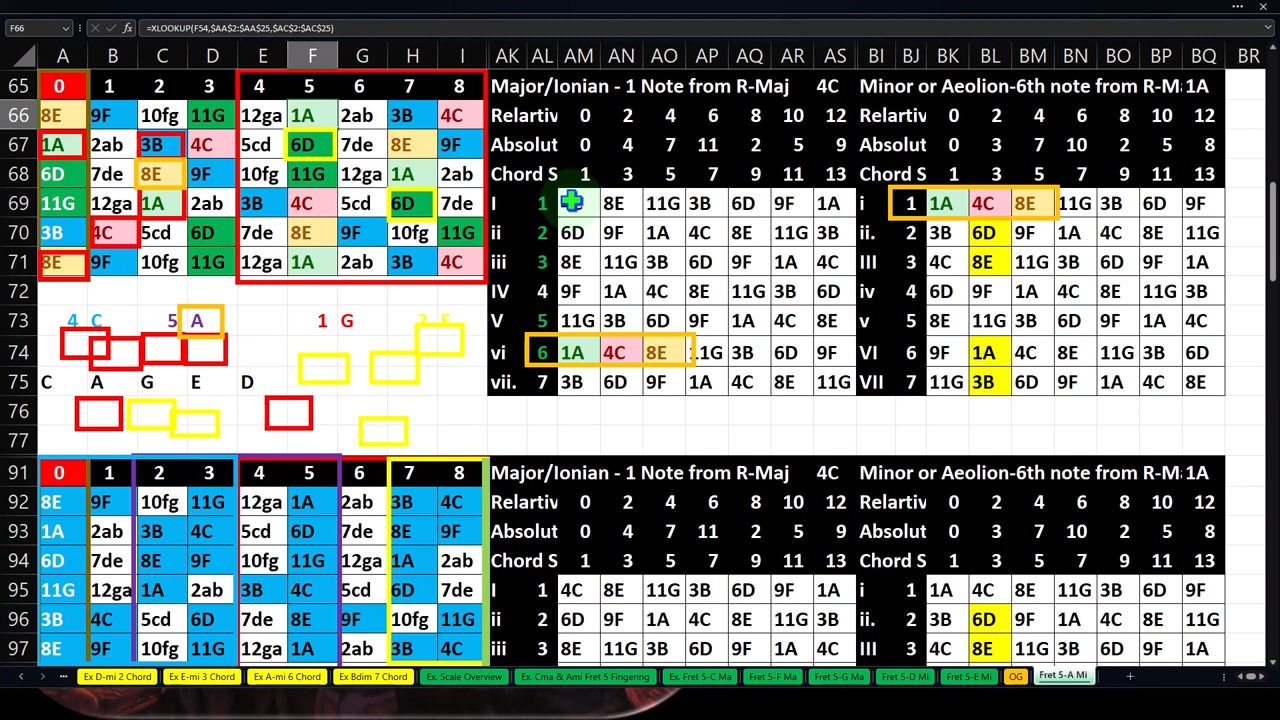 F66 fx =XLOOKUP(F54,$AA$2:$AA$25,$AC$2:$AC$25)
A B C D E F G H I AK AL AM AN AO AP AQ AR AS BI BJ BK BL BM BN BO BP BQ BR
65 0 1 2 3 4 5 6 7 8 Major/Ionian - 1 Note from R-Maj 4C Minor or Aeolion-6th note from R-Ma 1A
66 8E 9F 10fg 11G 12ga 1A 2ab 3B 4C Relartiv 0 2 4 6 8 10 12 Relartiv 0 2 4 6 8 10 12
67 1A 2ab 3B 4C 5cd 6D 7de 8E 9F Absolut 0 4 7 11 2 5 9 Absolut 0 3 7 10 2 5 8
68 6D 7de 8E 9F 10fg 11G 12ga 1A 2ab Chord S 1 3 5 7 9 11 13 Chord S 1 3 5 7 9 11 13
69 11G 12ga 1A 2ab 3B 4C 5cd 6D 7de I 1 8E 11G 3B 6D 9F 1A i 1 1A 4C 8E 11G 3B 6D 9F
70 3B 4C 5cd 6D 7de 8E 9F 10fg 11G ii 2 6D 9F 1A 4C 8E 11G 3B ii. 2 3B 6D 9F 1A 4C 8E 11G
71 8E 9F 10fg 11G 12ga 1A 2ab 3B 4C iii 3 8E 11G 3B 6D 9F 1A 4C III 3 4C 8E 11G 3B 6D 9F 1A
72 IV 4 9F 1A 4C 8E 11G 3B 6D iv 4 6D 9F 1A 4C 8E 11G 3B
73 4 C 5 A 1 G 2 E V 5 11G 3B 6D 9F 1A 4C 8E v 5 8E 11G 3B 6D 9F 1A 4C
74 vi 6 1A 4C 8E 11G 3B 6D 9F VI 6 9F 1A 4C 8E 11G 3B 6D
75 C A G E D vii. 7 3B 6D 9F 1A 4C 8E 11G VII 7 11G 3B 6D 9F 1A 4C 8E
76
77
91 0 1 2 3 4 5 6 7 8 Major/Ionian - 1 Note from R-Maj 4C Minor or Aeolion-6th note from R-Ma 1A
92 8E 9F 10fg 11G 12ga 1A 2ab 3B 4C Relartiv 0 2 4 6 8 10 12 Relartiv 0 2 4 6 8 10 12
93 1A 2ab 3B 4C 5cd 6D 7de 8E 9F Absolut 0 4 7 11 2 5 9 Absolut 0 3 7 10 2 5 8
94 6D 7de 8E 9F 10fg 11G 12ga 1A 2ab Chord S 1 3 5 7 9 11 13 Chord S 1 3 5 7 9 11 13
95 11G 12ga 1A 2ab 3B 4C 5cd 6D 7de I 1 4C 8E 11G 3B 6D 9F 1A i 1 1A 4C 8E 11G 3B 6D 9F
96 3B 4C 5cd 6D 7de 8E 9F 10fg 11G ii 2 6D 9F 1A 4C 8E 11G 3B ii. 2 3B 6D 9F 1A 4C 8E 11G
97 8E 9F 10fg 11G 12ga 1A 2ab 3B 4C iii 3 8E 11G 3B 6D 9F 1A 4C III 3 4C 8E 11G 3B 6D 9F 1A
Ex D-mi 2 Chord Ex E-mi 3 Chord Ex A-mi 6 Chord Ex Bdim 7 Chord Ex. Scale Overview Ex. Cma & Ami Fret 5 Fingering Ex. Fret 5-C Ma Fret 5-F Ma Fret 5-G Ma Fret 5-D Mi Fret 5-E Mi OG Fret 5-A Mi